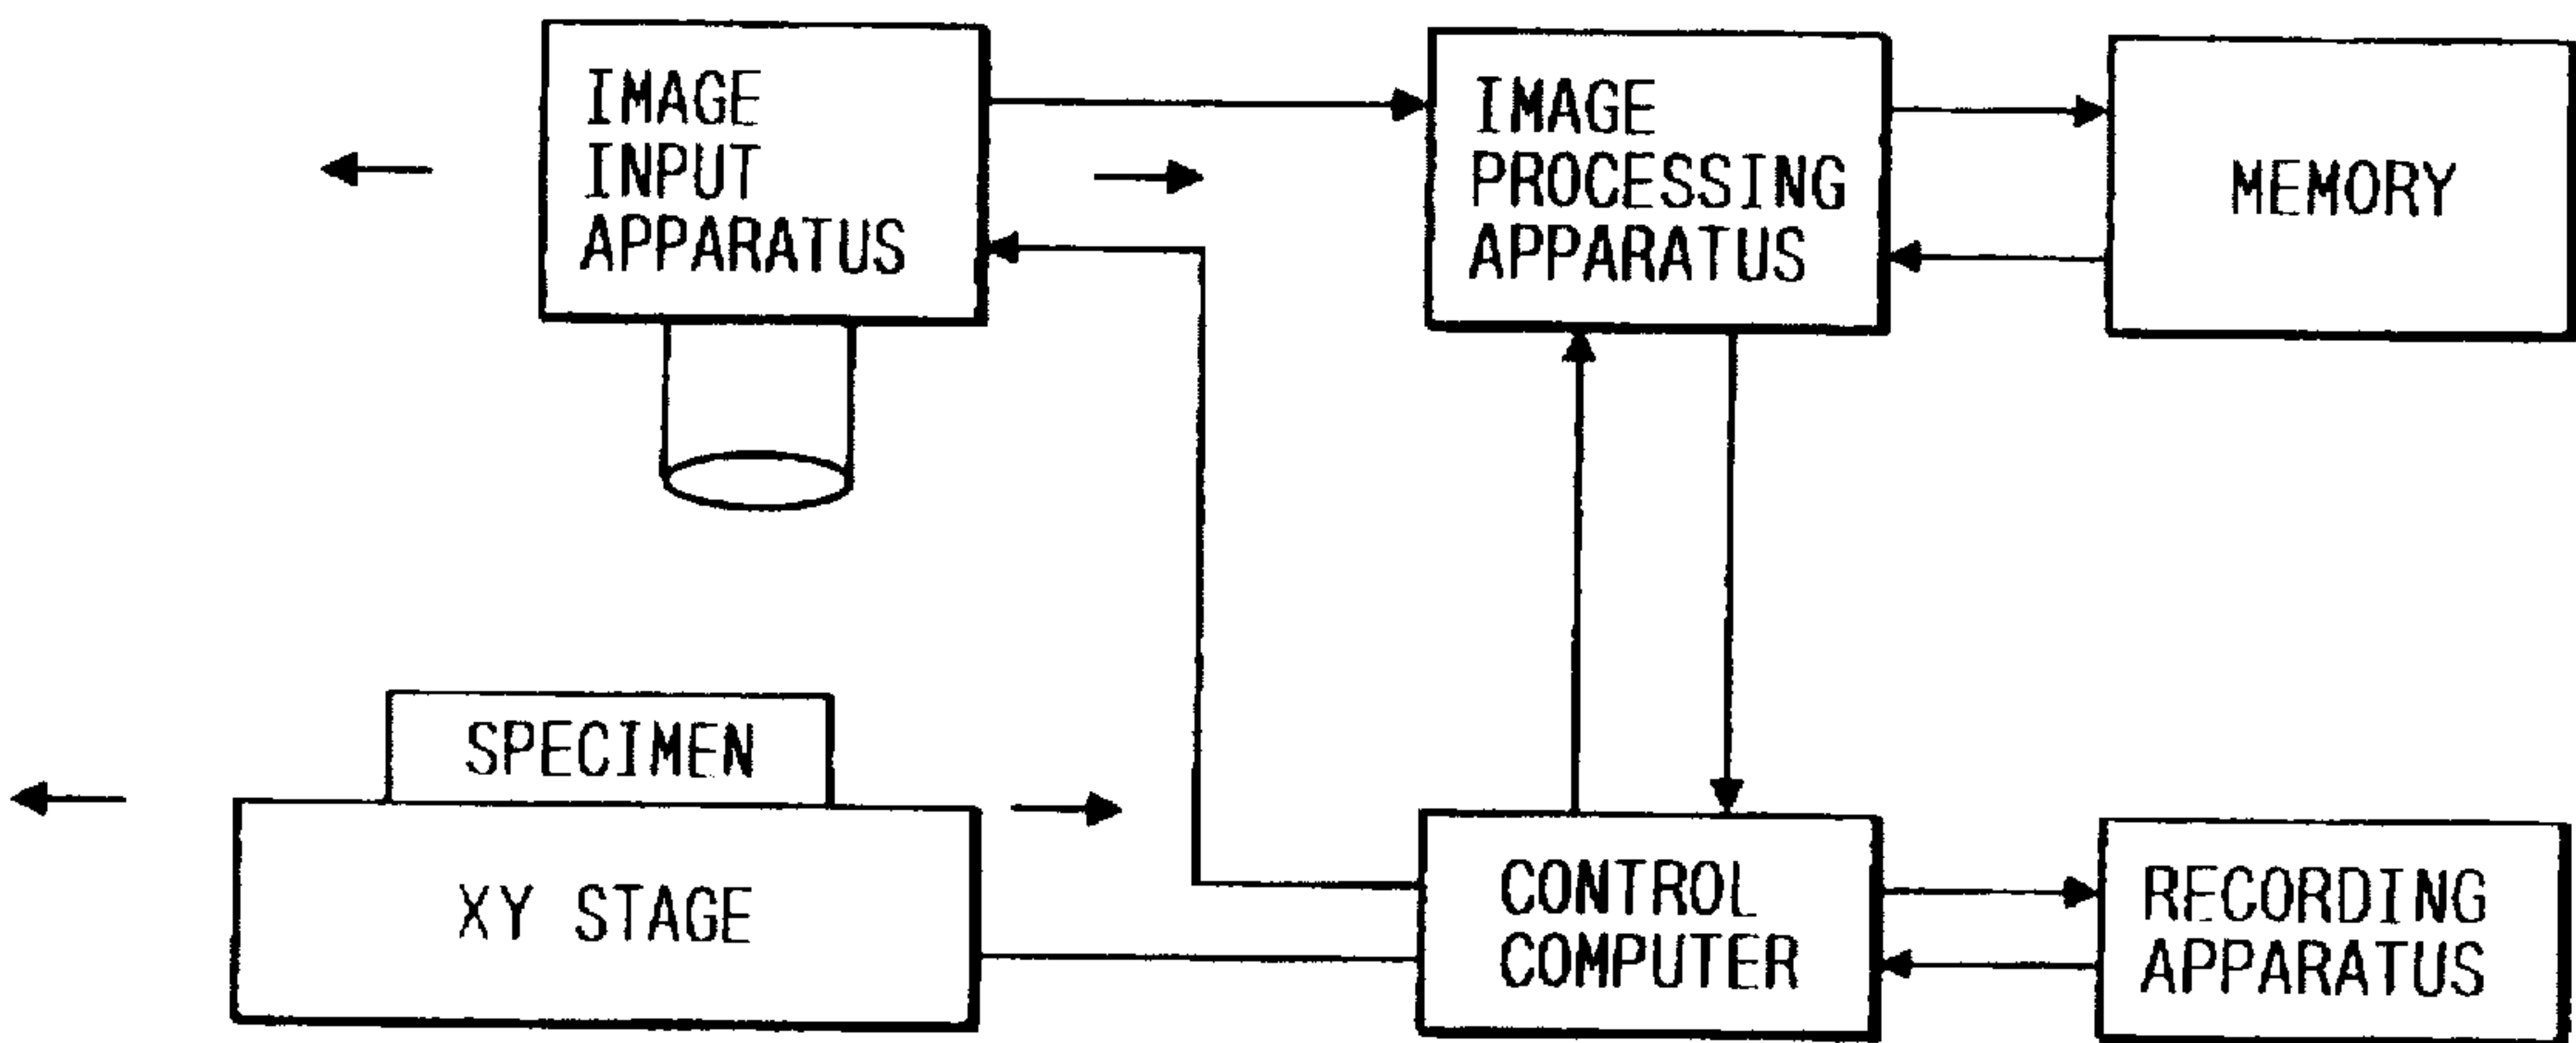 IMAGE
INPUT
APPARATUS
IMAGE
PROCESSING
APPARATUS
MEMORY
SPECIMEN
XY STAGE
CONTROL
COMPUTER
RECORDING
APPARATUS